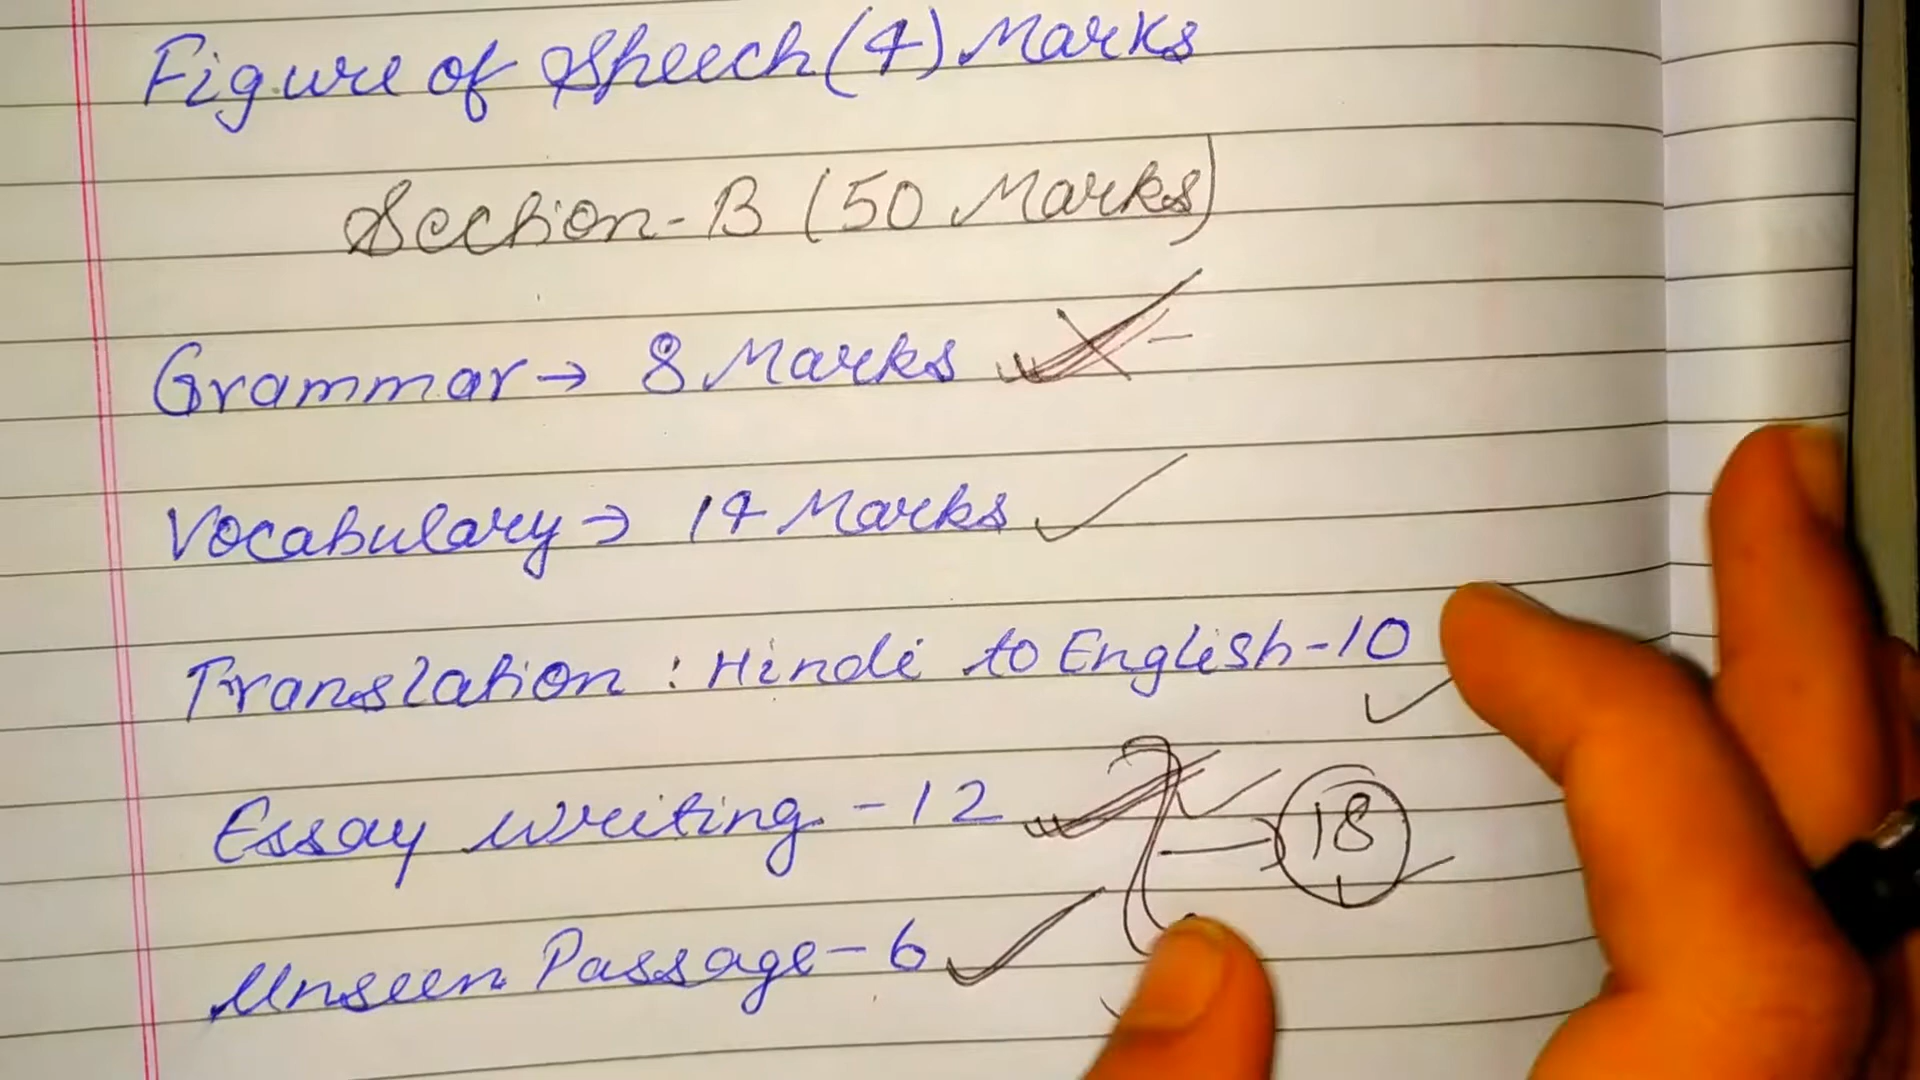 Figure of Speech (4) Marks
Section-B (50 Marks)
Grammar → 8 Marks
Vocabulary → 14 Marks
Translation : Hindi to English-10
Essay Writing - 12
18
Unseen Passage - 6